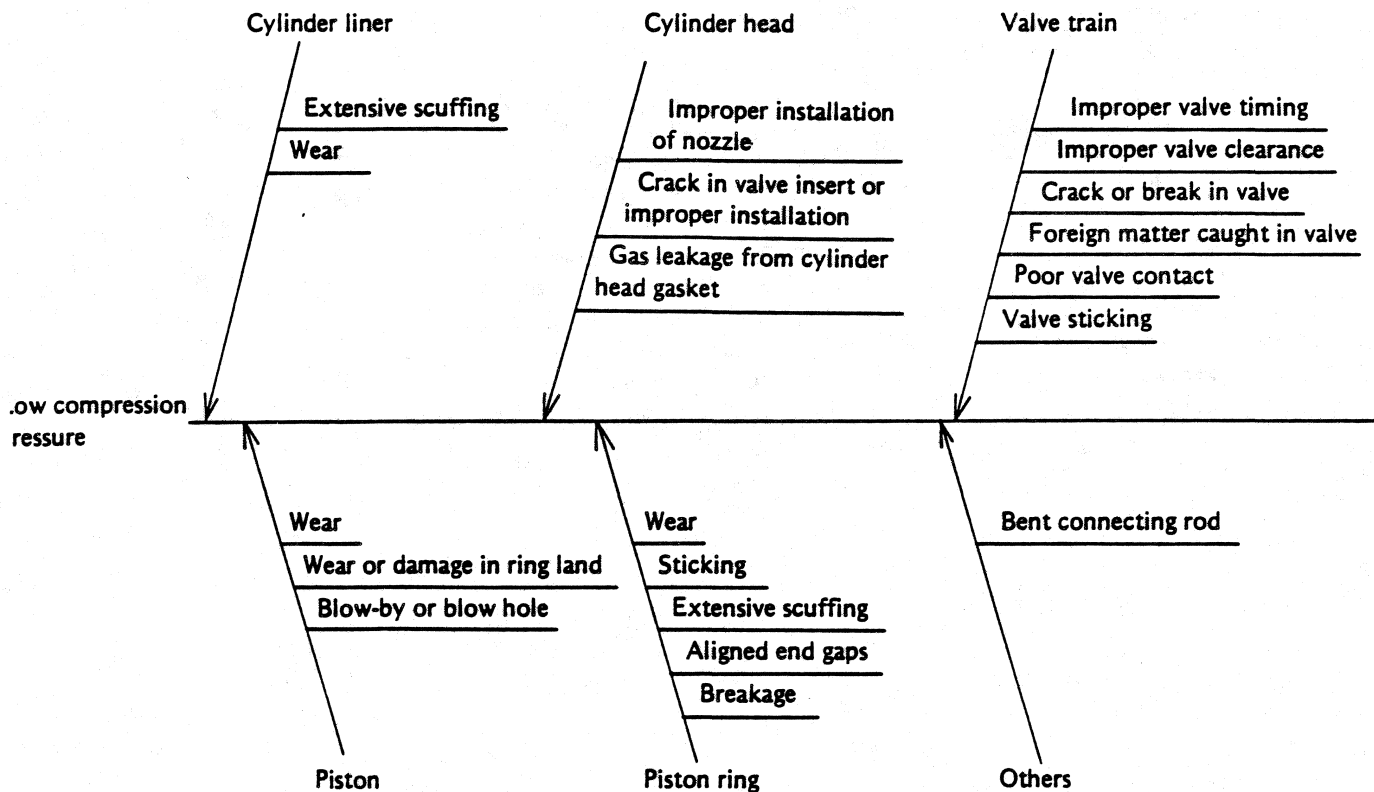 Cylinder liner
Extensive scuffing
Wear
Cylinder head
Improper installation
of nozzle
Crack in valve insert or
improper installation
Gas leakage from cylinder
head gasket
Valve train
Improper valve timing
Improper valve clearance
Crack or break in valve
Foreign matter caught in valve
Poor valve contact
Valve sticking
.ow compression
ressure
Wear
Wear or damage in ring land
Blow-by or blow hole
Piston
Wear
Sticking
Extensive scuffing
Aligned end gaps
Breakage
Piston ring
Bent connecting rod
Others